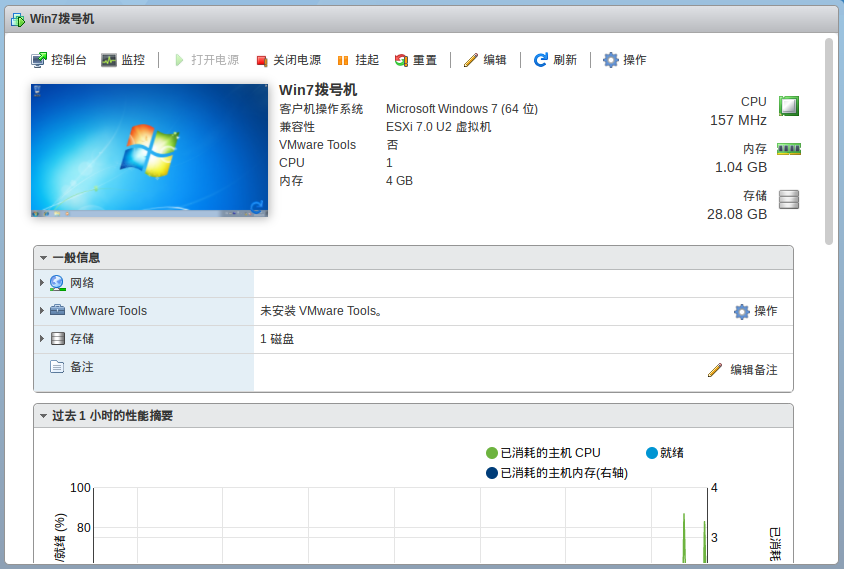 Win7拨号机
控制台 监控 打开电源 关闭电源 挂起 重置 编辑 刷新 操作
Win7拨号机
客户机操作系统 Microsoft Windows 7 (64 位)
兼容性 ESXi 7.0 U2 虚拟机
VMware Tools 否
CPU 1
内存 4 GB
CPU
157 MHz
内存
1.04 GB
存储
28.08 GB
一般信息
网络
VMware Tools 未安装 VMware Tools。 操作
存储 1 磁盘
备注 编辑备注
过去 1 小时的性能摘要
已消耗的主机 CPU 就绪
已消耗的主机内存(右轴)
100 4
80 3
/就绪 (%)
已消耗